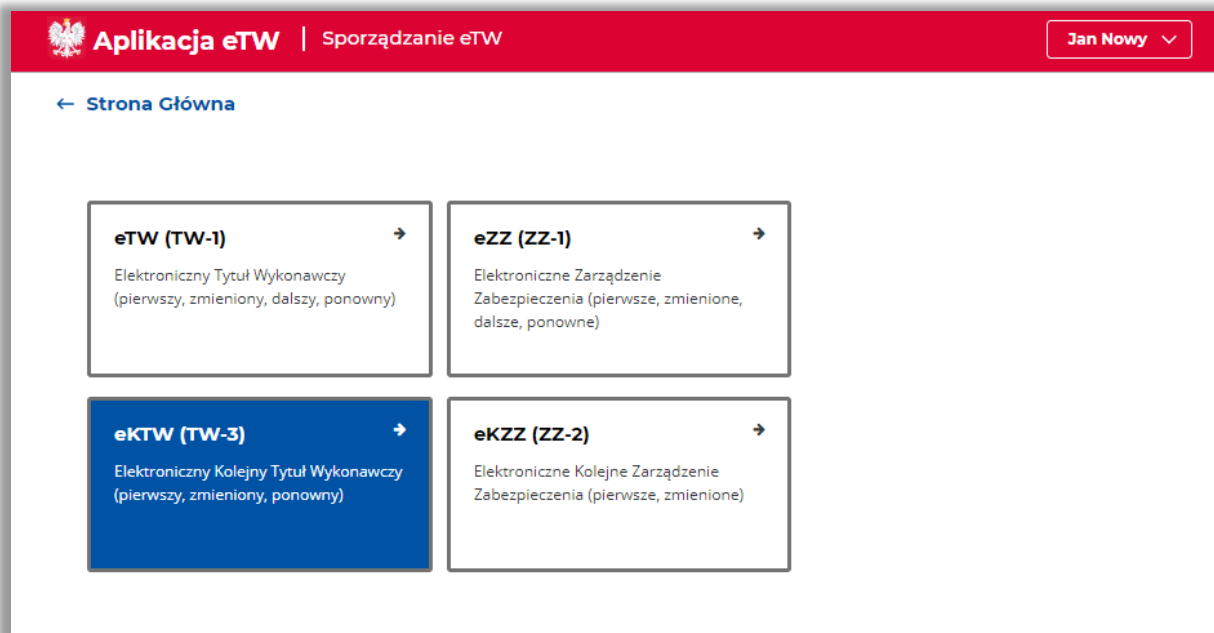 Aplikacja eTW | Sporządzanie eTW
Jan Nowy
← Strona Główna
eTW (TW-1)
Elektroniczny Tytuł Wykonawczy
(pierwszy, zmieniony, dalszy, ponowny)
eZZ (ZZ-1)
Elektroniczne Zarządzenie
Zabezpieczenia (pierwsze, zmienione,
dalsze, ponowne)
eKTW (TW-3)
Elektroniczny Kolejny Tytuł Wykonawczy
(pierwszy, zmieniony, ponowny)
eKZZ (ZZ-2)
Elektroniczne Kolejne Zarządzenie
Zabezpieczenia (pierwsze, zmienione)